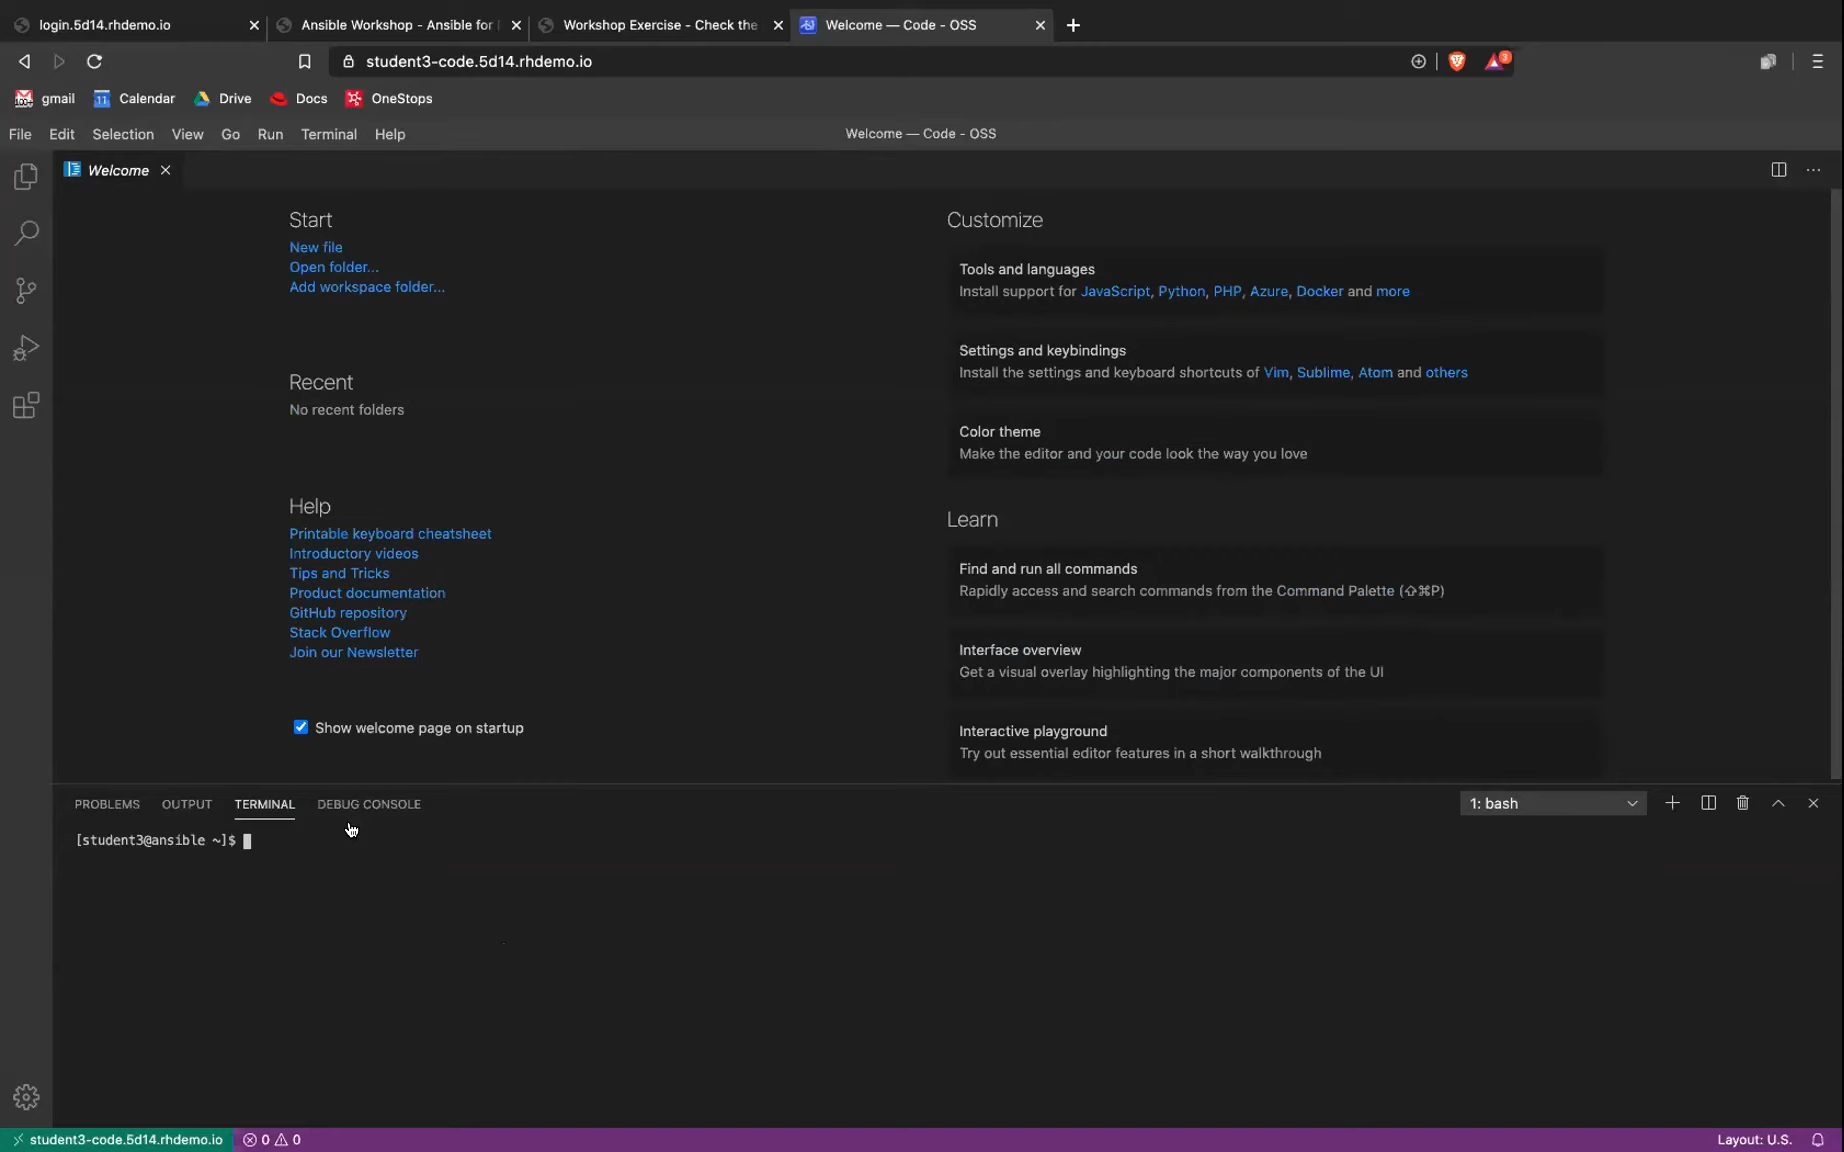 login.5d14.rhdemo.io
Ansible Workshop - Ansible for
Workshop Exercise - Check the
Welcome — Code - OSS
student3-code.5d14.rhdemo.io
3
gmail
Calendar
Drive
Docs
OneStops
File
Edit
Selection
View
Go
Run
Terminal
Help
Welcome — Code - OSS
Welcome
Start
New file
Open folder...
Add workspace folder...
Recent
No recent folders
Help
Printable keyboard cheatsheet
Introductory videos
Tips and Tricks
Product documentation
GitHub repository
Stack Overflow
Join our Newsletter
Show welcome page on startup
Customize
Tools and languages
Install support for JavaScript, Python, PHP, Azure, Docker and more
Settings and keybindings
Install the settings and keyboard shortcuts of Vim, Sublime, Atom and others
Color theme
Make the editor and your code look the way you love
Learn
Find and run all commands
Rapidly access and search commands from the Command Palette (⇧⌘P)
Interface overview
Get a visual overlay highlighting the major components of the UI
Interactive playground
Try out essential editor features in a short walkthrough
PROBLEMS
OUTPUT
TERMINAL
DEBUG CONSOLE
1: bash
[student3@ansible ~]$
student3-code.5d14.rhdemo.io
0
0
Layout: U.S.